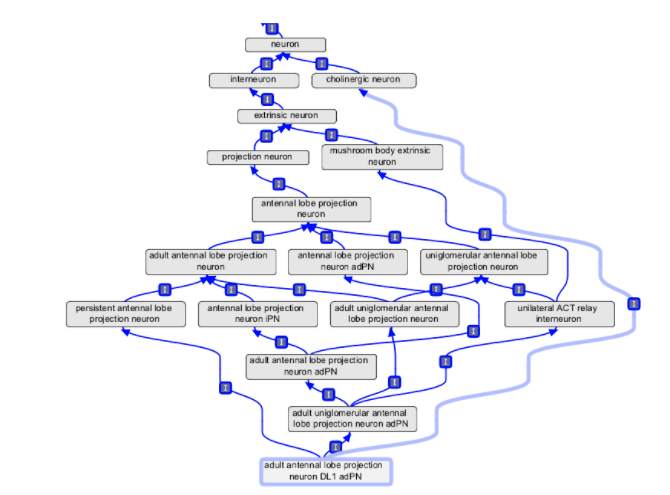 neuron
interneuron
cholinergic neuron
extrinsic neuron
projection neuron
mushroom body extrinsic
neuron
antennal lobe projection
neuron
adult antennal lobe projection
neuron
antennal lobe projection
neuron adPN
uniglomerular antennal lobe
projection neuron
persistent antennal lobe
projection neuron
antennal lobe projection
neuron lPN
adult uniglomerular antennal
lobe projection neuron
unilateral ACT relay
interneuron
adult antennal lobe projection
neuron adPN
adult uniglomerular antennal
lobe projection neuron adPN
adult antennal lobe projection
neuron DL1 adPN